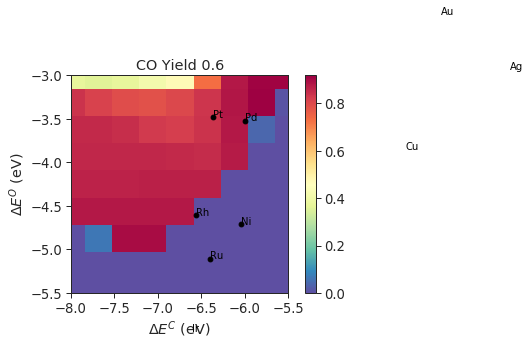 Au
Ag
CO Yield 0.6
−3.0
−3.5
−4.0
−4.5
−5.0
−5.5
ΔE^O (eV)
Pt
Pd
Cu
Rh
Ni
Ru
−8.0 −7.5 −7.0 −6.5 −6.0 −5.5
ΔE^C (eV)
Ir
0.8
0.6
0.4
0.2
0.0